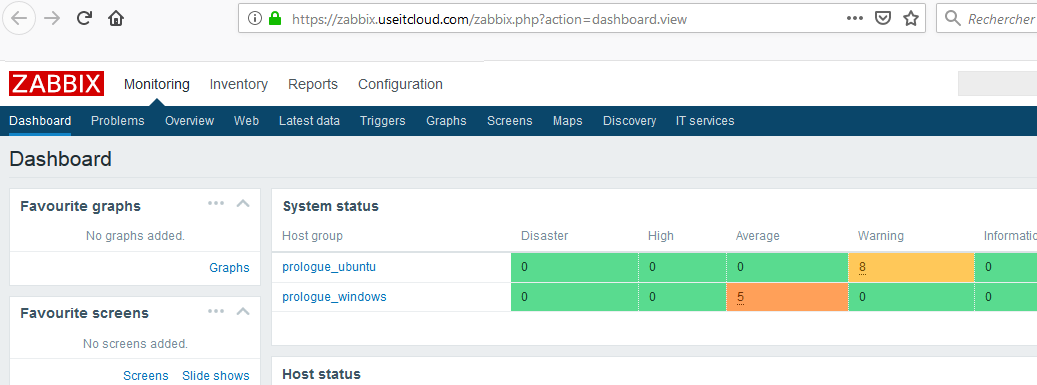 https://zabbix.useitcloud.com/zabbix.php?action=dashboard.view
Rechercher
ZABBIX Monitoring Inventory Reports Configuration
Dashboard Problems Overview Web Latest data Triggers Graphs Screens Maps Discovery IT services
Dashboard
Favourite graphs
No graphs added.
Graphs
Favourite screens
No screens added.
Screens Slide shows
System status
Host group Disaster High Average Warning Informatio
prologue_ubuntu 0 0 0 8 0
prologue_windows 0 0 5 0 0
Host status